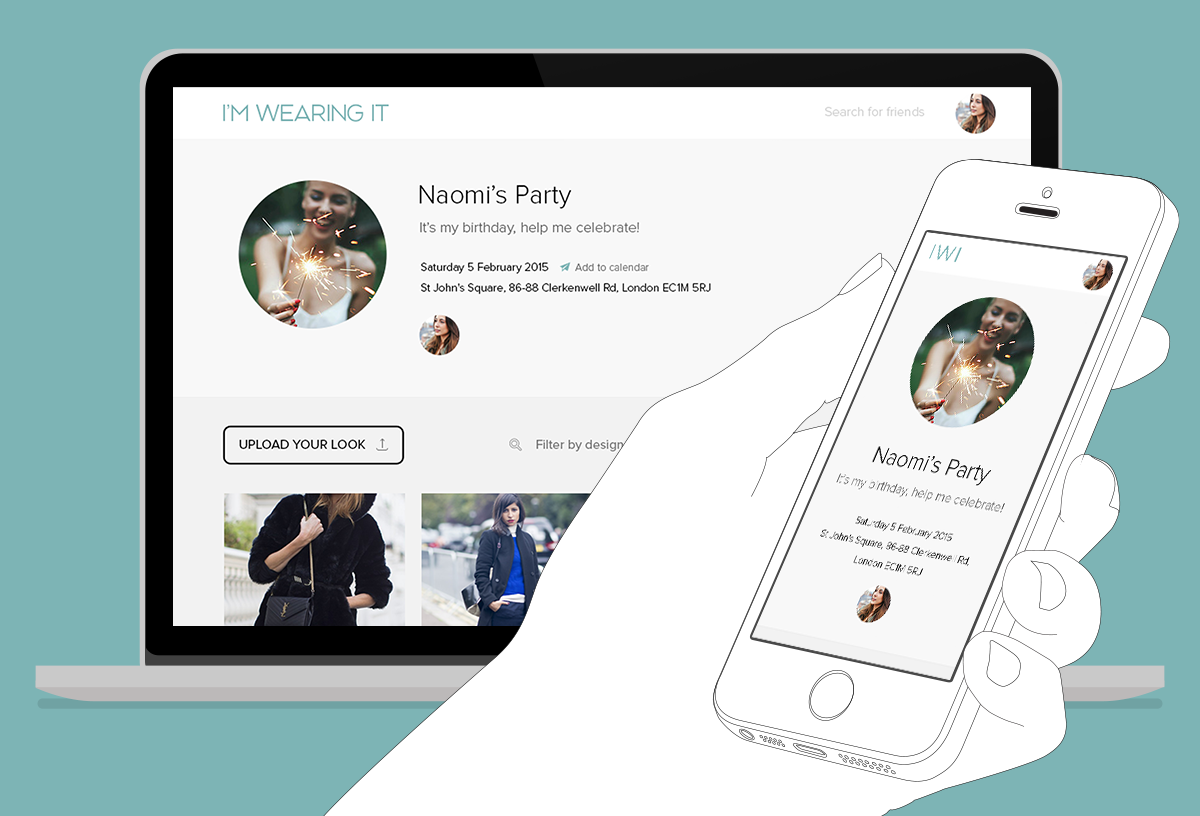 I'M WEARING IT
Search for friends
Naomi's Party
It's my birthday, help me celebrate!
Saturday 5 February 2015 Add to calendar
St John's Square, 86-88 Clerkenwell Rd, London EC1M 5RJ
UPLOAD YOUR LOOK
Filter by design
IWI
Naomi's Party
It's my birthday, help me celebrate!
Saturday 5 February 2015
St John's Square, 86-88 Clerkenwell Rd,
London EC1M 5RJ